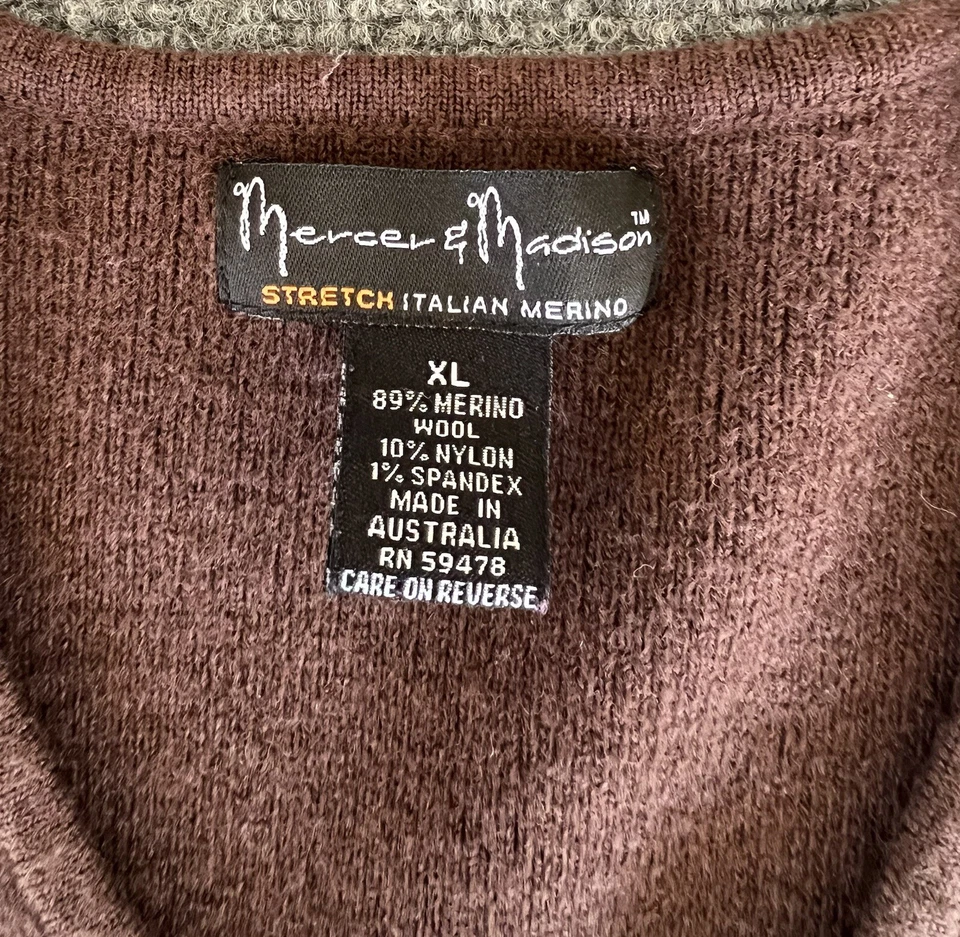 Mercer & Madison™
STRETCH ITALIAN MERINO
XL
89% MERINO
WOOL
10% NYLON
1% SPANDEX
MADE IN
AUSTRALIA
RN 59478
CARE ON REVERSE